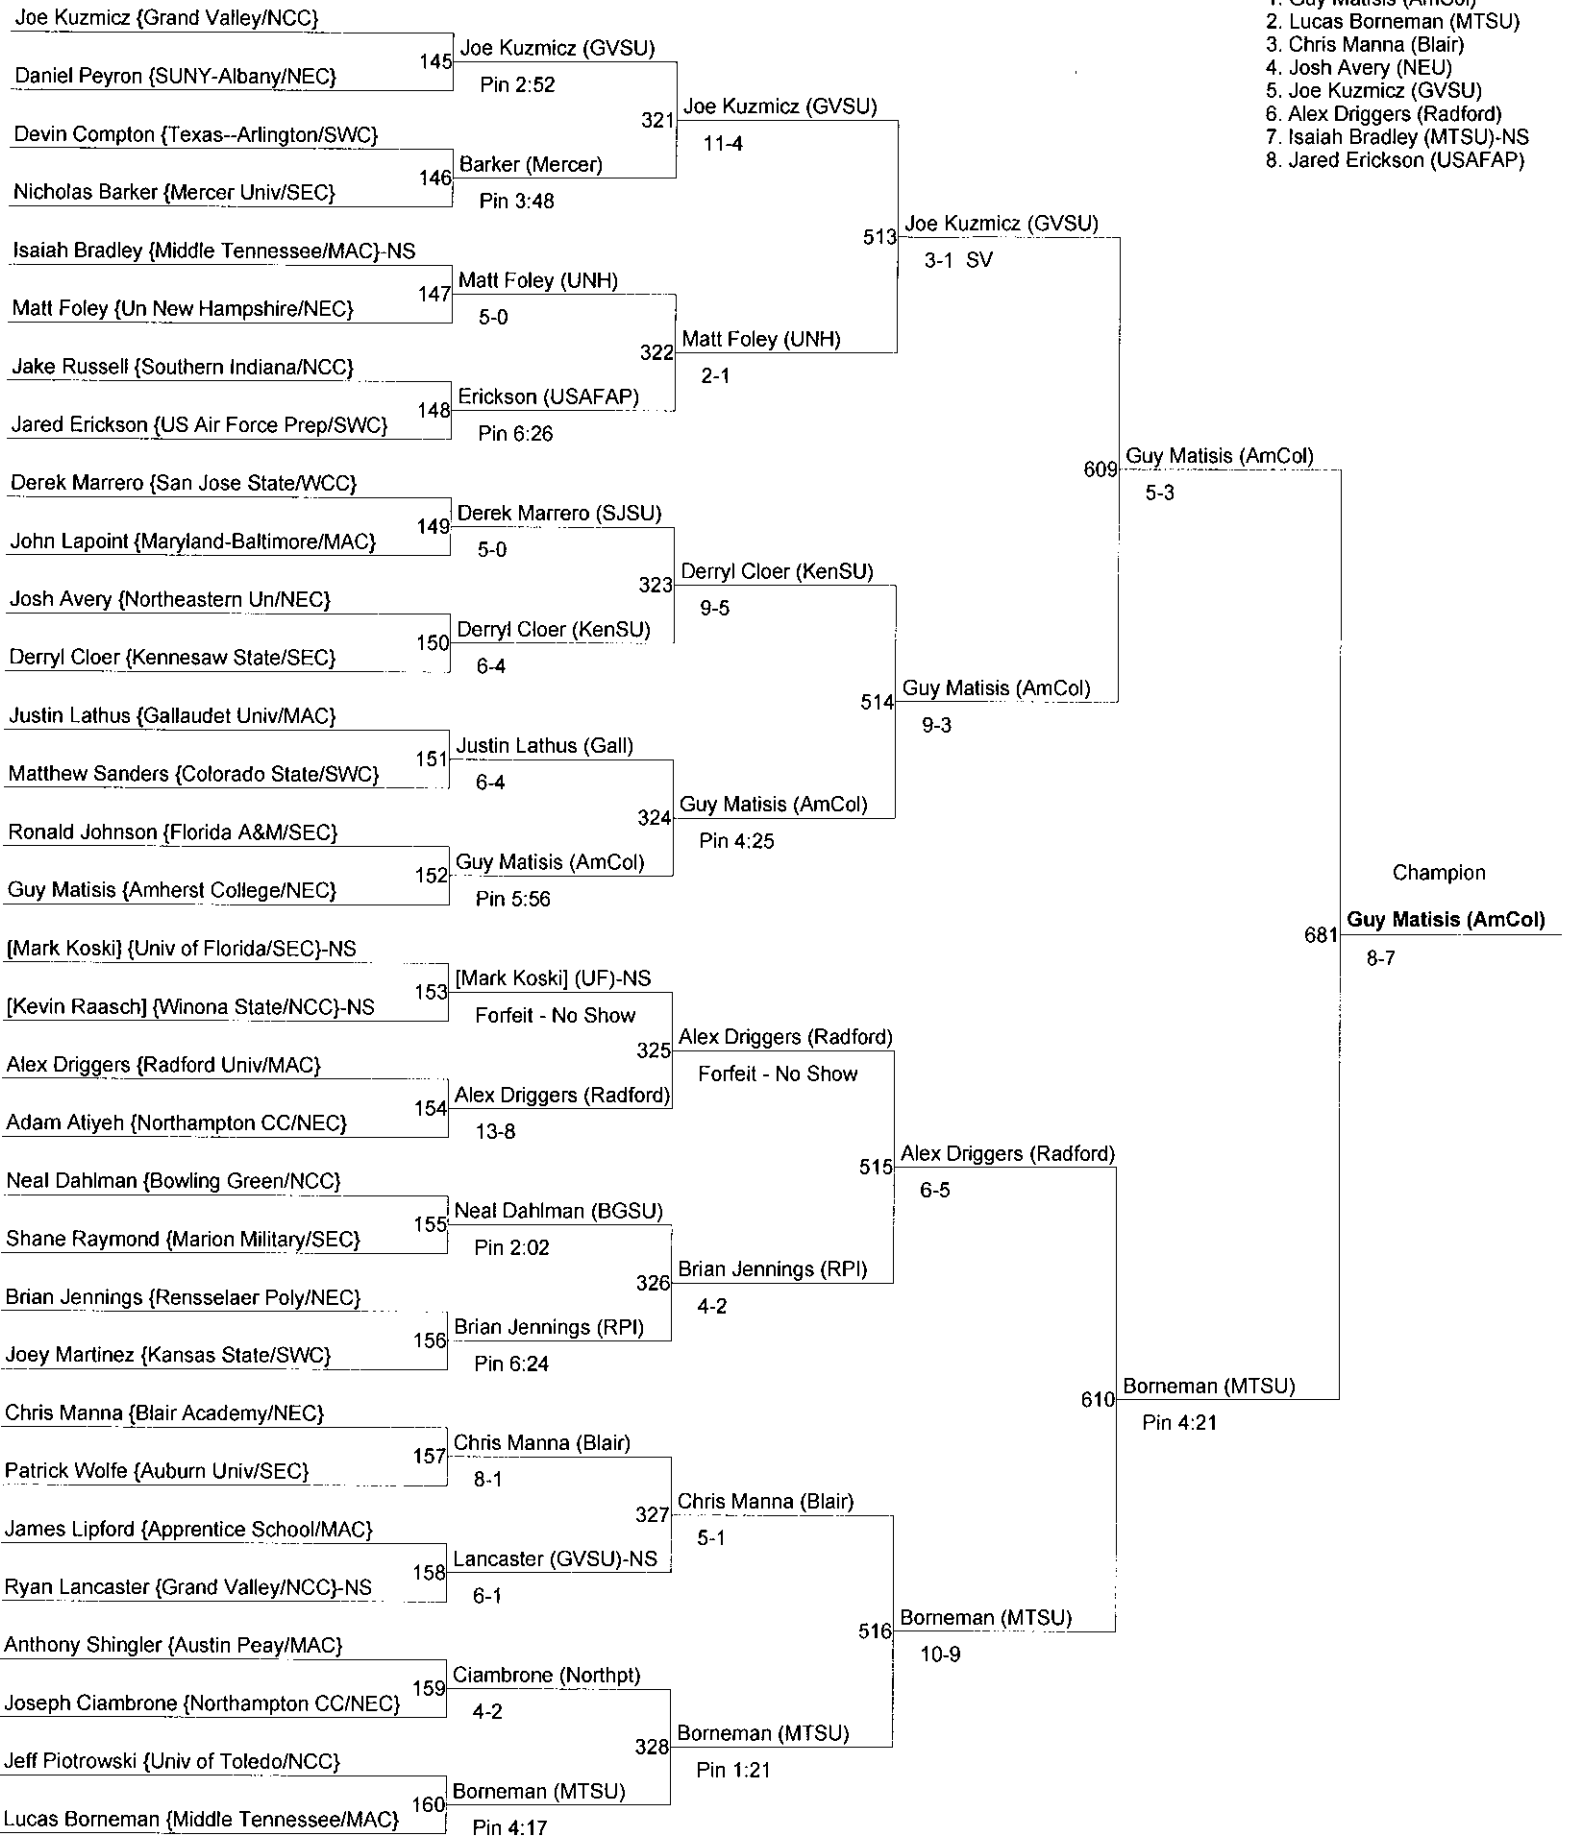 1. Guy Matisis (AmCol)
2. Lucas Borneman (MTSU)
3. Chris Manna (Blair)
4. Josh Avery (NEU)
5. Joe Kuzmicz (GVSU)
6. Alex Driggers (Radford)
7. Isaiah Bradley (MTSU)-NS
8. Jared Erickson (USAFAP)
Joe Kuzmicz {Grand Valley/NCC}
Daniel Peyron {SUNY-Albany/NEC}
Devin Compton {Texas--Arlington/SWC}
Nicholas Barker {Mercer Univ/SEC}
Isaiah Bradley {Middle Tennessee/MAC}-NS
Matt Foley {Un New Hampshire/NEC}
Jake Russell {Southern Indiana/NCC}
Jared Erickson {US Air Force Prep/SWC}
Derek Marrero {San Jose State/WCC}
John Lapoint {Maryland-Baltimore/MAC}
Josh Avery {Northeastern Un/NEC}
Derryl Cloer {Kennesaw State/SEC}
Justin Lathus {Gallaudet Univ/MAC}
Matthew Sanders {Colorado State/SWC}
Ronald Johnson {Florida A&M/SEC}
Guy Matisis {Amherst College/NEC}
[Mark Koski] {Univ of Florida/SEC}-NS
[Kevin Raasch] {Winona State/NCC}-NS
Alex Driggers {Radford Univ/MAC}
Adam Atiyeh {Northampton CC/NEC}
Neal Dahlman {Bowling Green/NCC}
Shane Raymond {Marion Military/SEC}
Brian Jennings {Rensselaer Poly/NEC}
Joey Martinez {Kansas State/SWC}
Chris Manna {Blair Academy/NEC}
Patrick Wolfe {Auburn Univ/SEC}
James Lipford {Apprentice School/MAC}
Ryan Lancaster {Grand Valley/NCC}-NS
Anthony Shingler {Austin Peay/MAC}
Joseph Ciambrone {Northampton CC/NEC}
Jeff Piotrowski {Univ of Toledo/NCC}
Lucas Borneman {Middle Tennessee/MAC}
145 Joe Kuzmicz (GVSU)
Pin 2:52
146 Barker (Mercer)
Pin 3:48
147 Matt Foley (UNH)
5-0
148 Erickson (USAFAP)
Pin 6:26
149 Derek Marrero (SJSU)
5-0
150 Derryl Cloer (KenSU)
6-4
151 Justin Lathus (Gall)
6-4
152 Guy Matisis (AmCol)
Pin 5:56
153 [Mark Koski] (UF)-NS
Forfeit - No Show
154 Alex Driggers (Radford)
13-8
155 Neal Dahlman (BGSU)
Pin 2:02
156 Brian Jennings (RPI)
Pin 6:24
157 Chris Manna (Blair)
8-1
158 Lancaster (GVSU)-NS
6-1
159 Ciambrone (Northpt)
4-2
160 Borneman (MTSU)
Pin 4:17
321 Joe Kuzmicz (GVSU)
11-4
322 Matt Foley (UNH)
2-1
323 Derryl Cloer (KenSU)
9-5
324 Guy Matisis (AmCol)
Pin 4:25
325 Alex Driggers (Radford)
Forfeit - No Show
326 Brian Jennings (RPI)
4-2
327 Chris Manna (Blair)
5-1
328 Borneman (MTSU)
Pin 1:21
513 Joe Kuzmicz (GVSU)
3-1 SV
514 Guy Matisis (AmCol)
9-3
515 Alex Driggers (Radford)
6-5
516 Borneman (MTSU)
10-9
609 Guy Matisis (AmCol)
5-3
610 Borneman (MTSU)
Pin 4:21
Champion
681 Guy Matisis (AmCol)
8-7